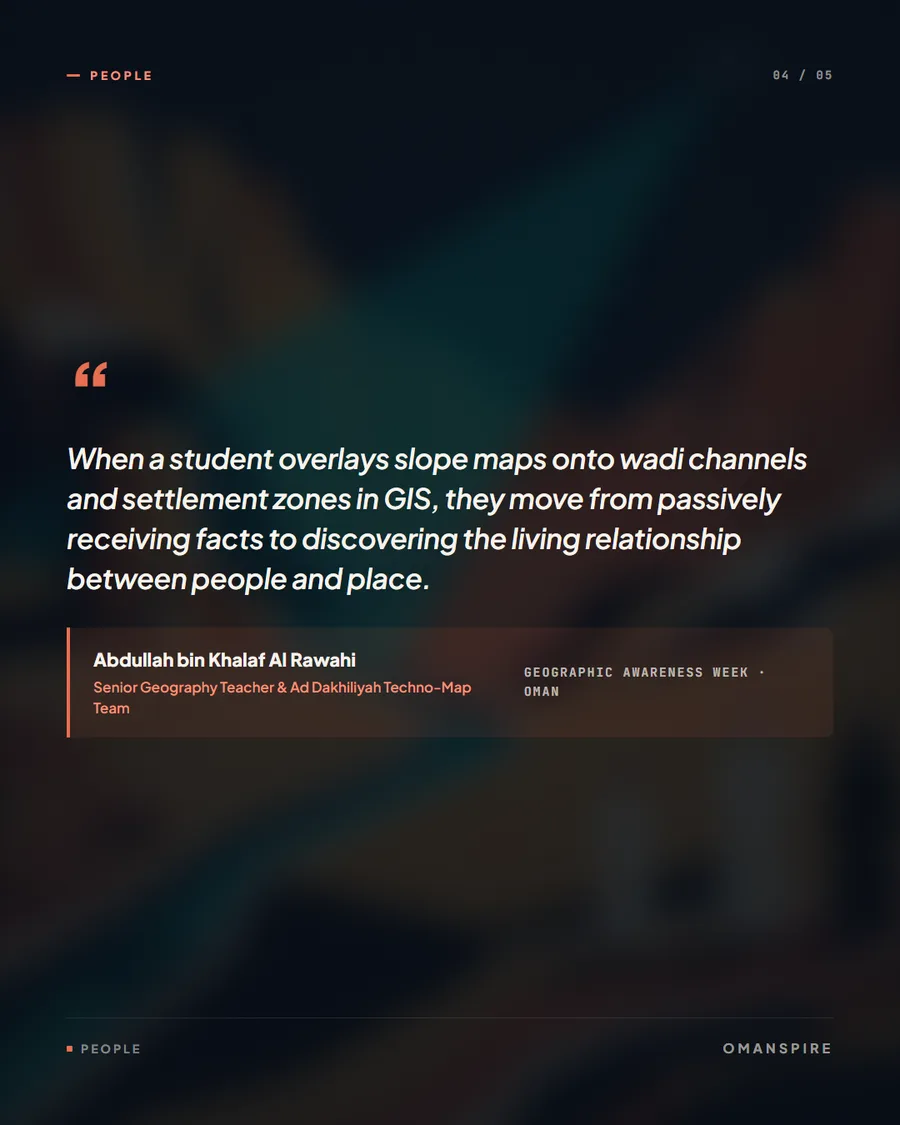 — PEOPLE
04 / 05
“
When a student overlays slope maps onto wadi channels
and settlement zones in GIS, they move from passively
receiving facts to discovering the living relationship
between people and place.
Abdullah bin Khalaf Al Rawahi
Senior Geography Teacher & Ad Dakhiliyah Techno-Map
Team
GEOGRAPHIC AWARENESS WEEK ·
OMAN
PEOPLE
OMANSPIRE